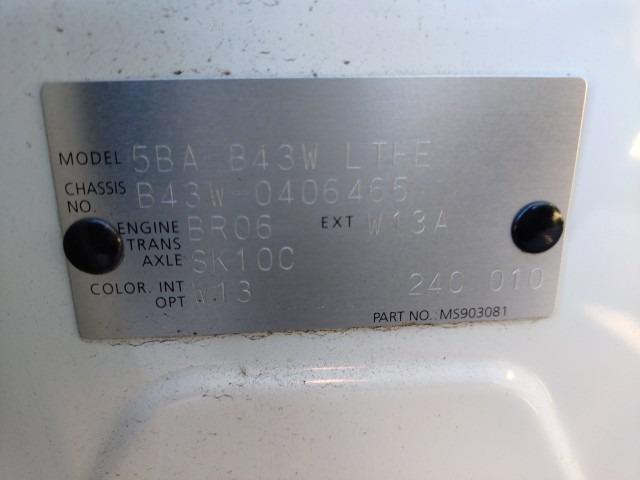 MODEL 5BA B43W LTHE
CHASSIS NO. B43W-0406465
ENGINE BR06 EXT W13A
TRANS AXLE SK10C
COLOR. INT W13
OPT 24C 010
PART NO.: MS903081